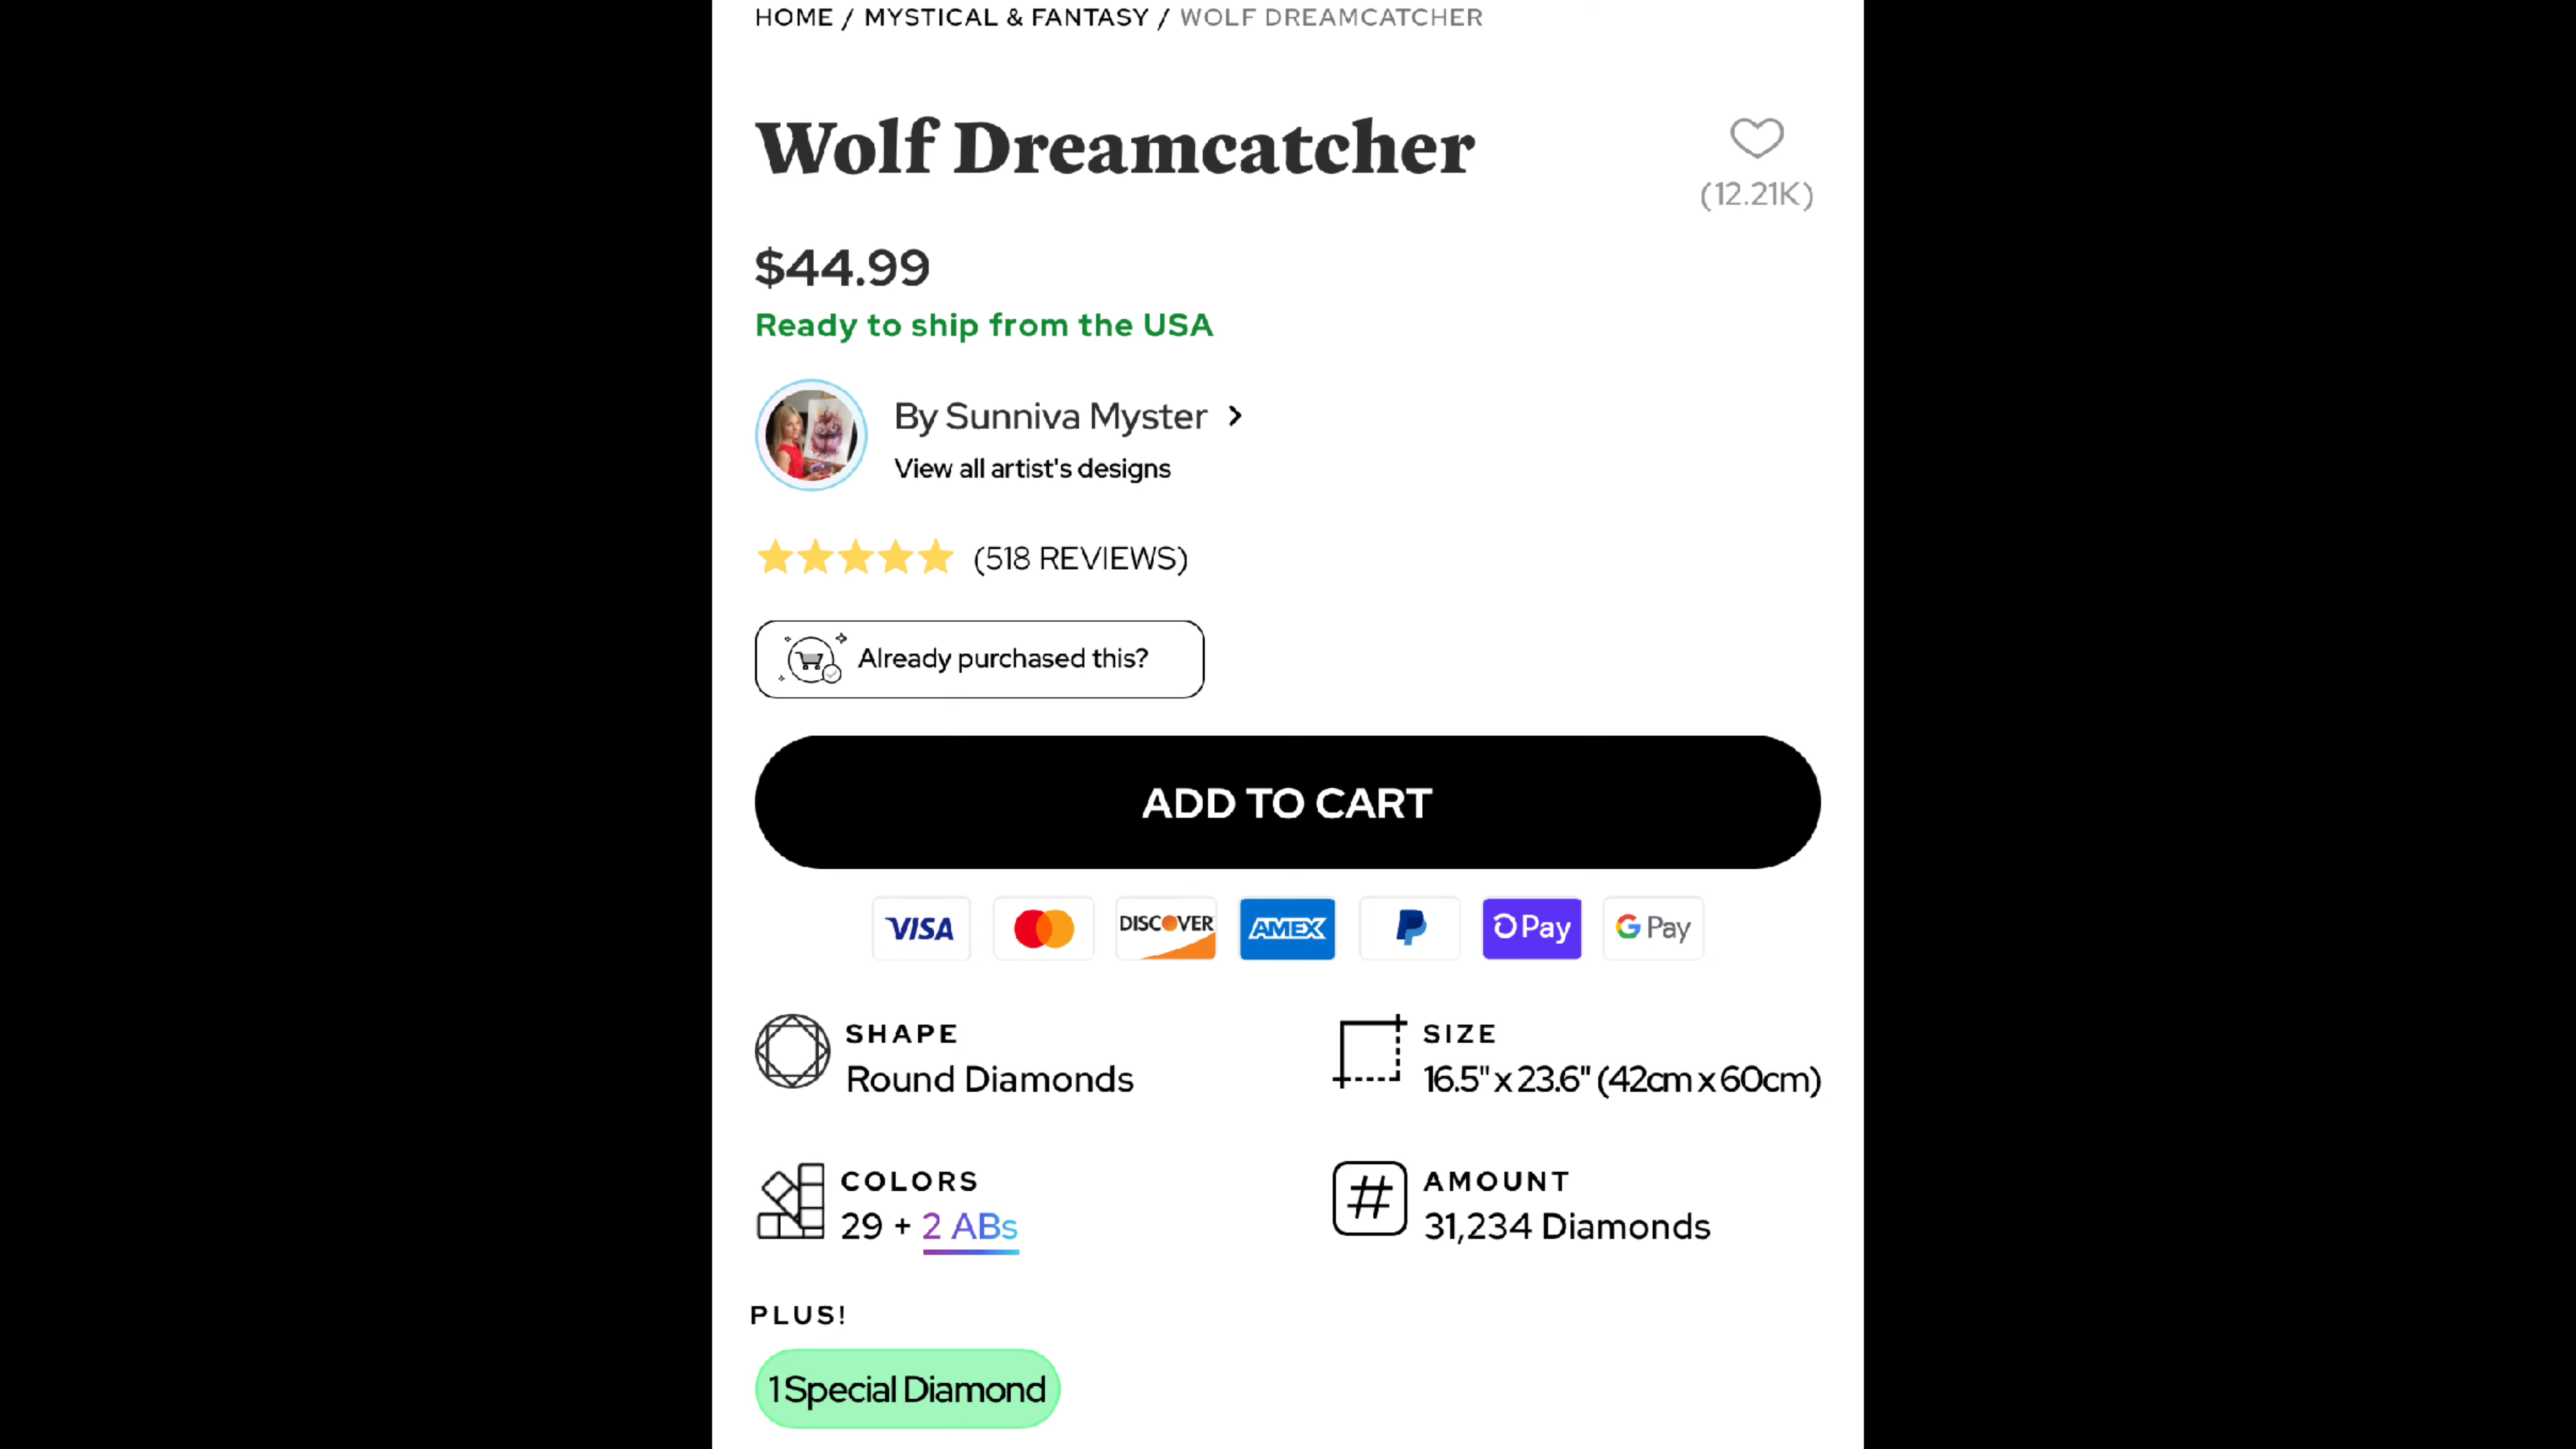 HOME / MYSTICAL & FANTASY / WOLF DREAMCATCHER
Wolf Dreamcatcher
(12.21K)
$44.99
Ready to ship from the USA
By Sunniva Myster
View all artist's designs
(518 REVIEWS)
Already purchased this?
ADD TO CART
VISA DISCOVER AMEX Pay G Pay
SHAPE
Round Diamonds
SIZE
16.5" x 23.6" (42cm x 60cm)
COLORS
29 + 2 ABs
AMOUNT
31,234 Diamonds
PLUS!
1 Special Diamond